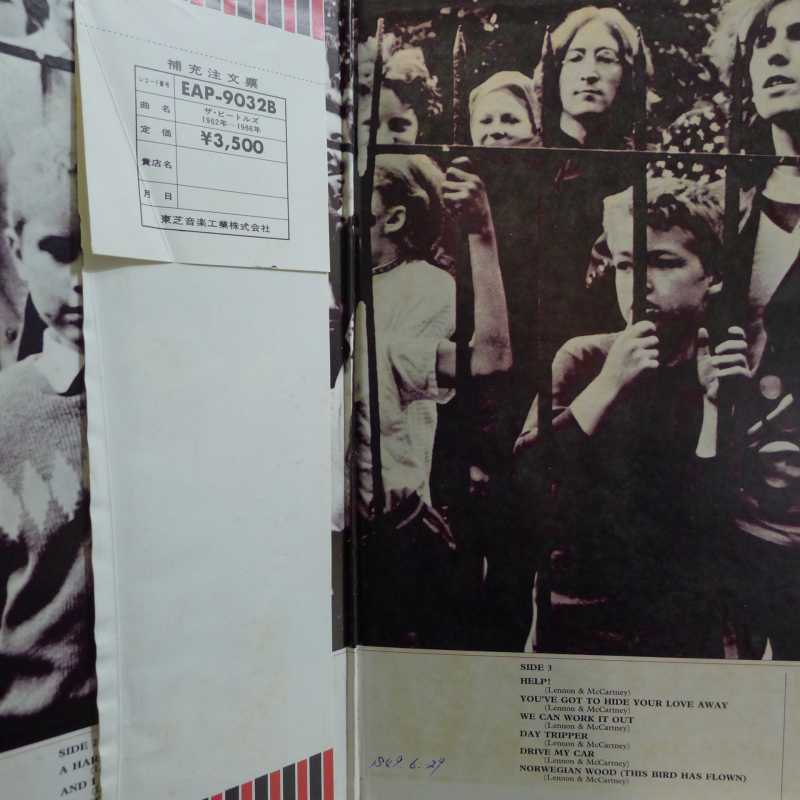 補充注文票
レコード番号 EAP-9032B
曲名 ザ・ビートルズ
1962年—1966年
定価 ¥3,500
貴店名
月日
東芝音楽工業株式会社
SIDE 2
A HAR
AND I
SIDE 3
HELP!
(Lennon & McCartney)
YOU'VE GOT TO HIDE YOUR LOVE AWAY
(Lennon & McCartney)
WE CAN WORK IT OUT
(Lennon & McCartney)
DAY TRIPPER
(Lennon & McCartney)
DRIVE MY CAR
(Lennon & McCartney)
NORWEGIAN WOOD (THIS BIRD HAS FLOWN)
(Lennon & McCartney)